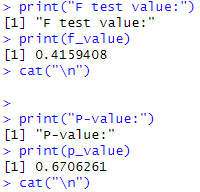 > print("F test value:")
[1] "F test value:"
> print(f_value)
[1] 0.4159408
> cat("\n")

>
> print("P-value:")
[1] "P-value:"
> print(p_value)
[1] 0.6706261
> cat("\n")